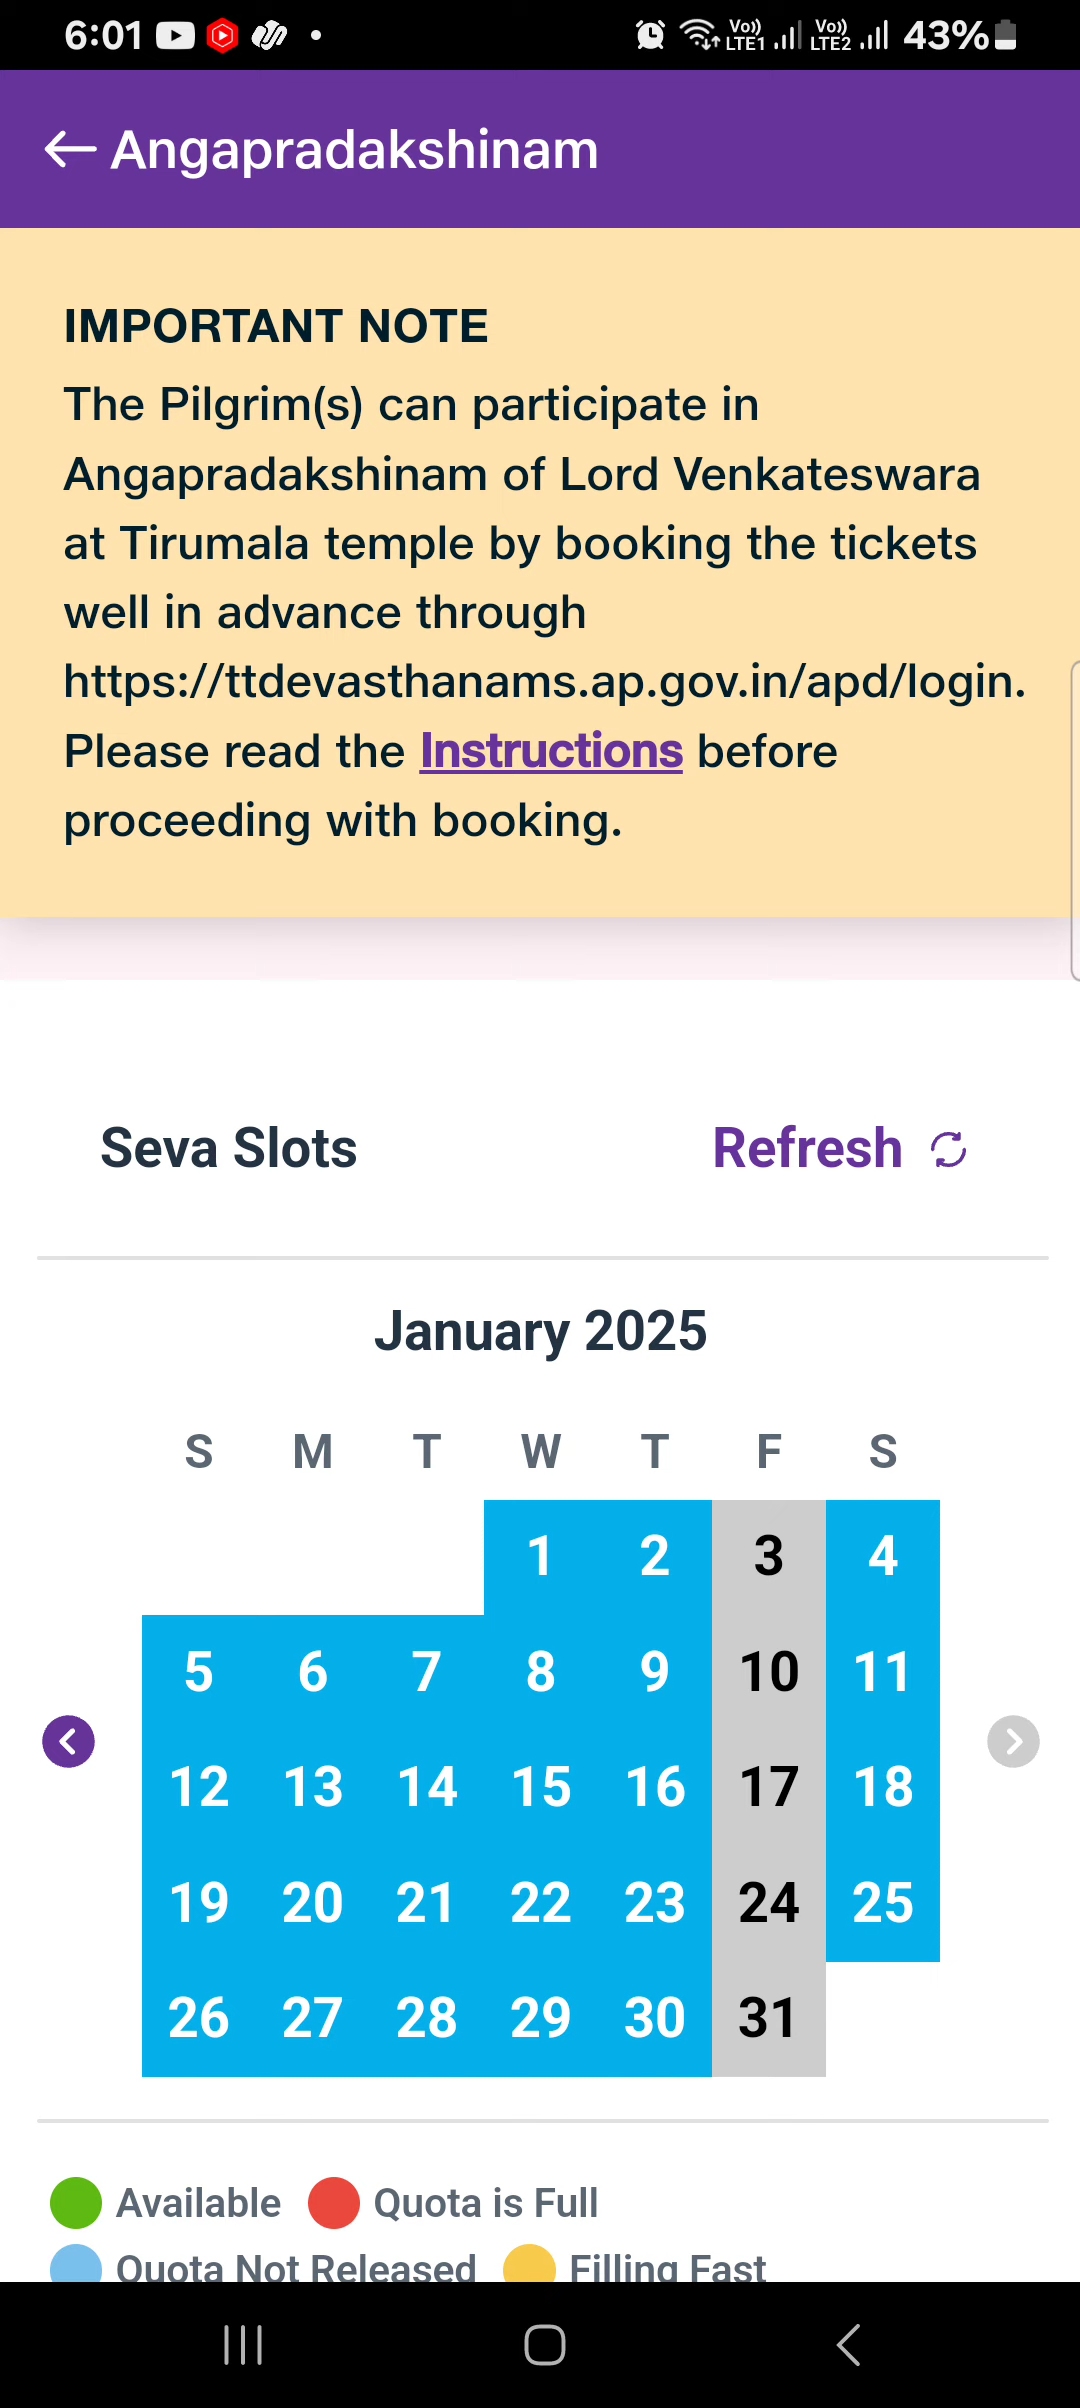 6:01 Vo)) LTE1 Vo)) LTE2 43%
Angapradakshinam
IMPORTANT NOTE
The Pilgrim(s) can participate in
Angapradakshinam of Lord Venkateswara
at Tirumala temple by booking the tickets
well in advance through
https://ttdevasthanams.ap.gov.in/apd/login.
Please read the Instructions before
proceeding with booking.
Seva Slots Refresh
January 2025
S M T W T F S
1 2 3 4
5 6 7 8 9 10 11
12 13 14 15 16 17 18
19 20 21 22 23 24 25
26 27 28 29 30 31
Available Quota is Full
Quota Not Released Filling Fast